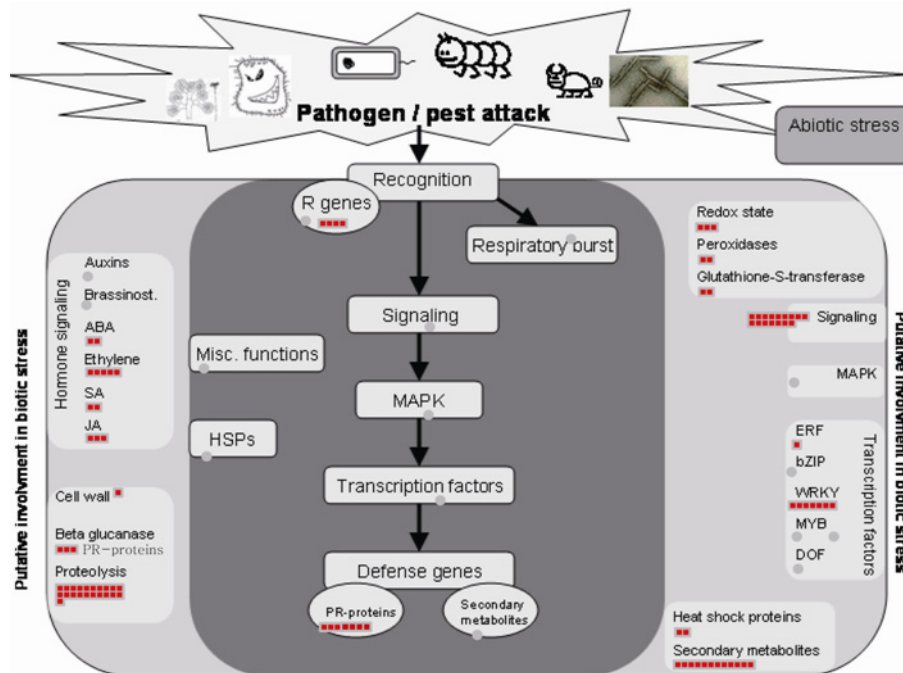 Pathogen / pest attack
Abiotic stress
Recognition
R genes
Respiratory burst
Signaling
Misc. functions
MAPK
HSPs
Transcription factors
Defense genes
PR-proteins
Secondary
metabolites
Putative involvment in biotic stress
Hormone signaling
Auxins
Brassinost.
ABA
Ethylene
SA
JA
Cell wall
Beta glucanase
PR-proteins
Proteolysis
Redox state
Peroxidases
Glutathione-S-transferase
Signaling
MAPK
ERF
bZIP
WRKY
MYB
DOF
Transcription factors
Heat shock proteins
Secondary metabolites
Putative involvment in biotic stress